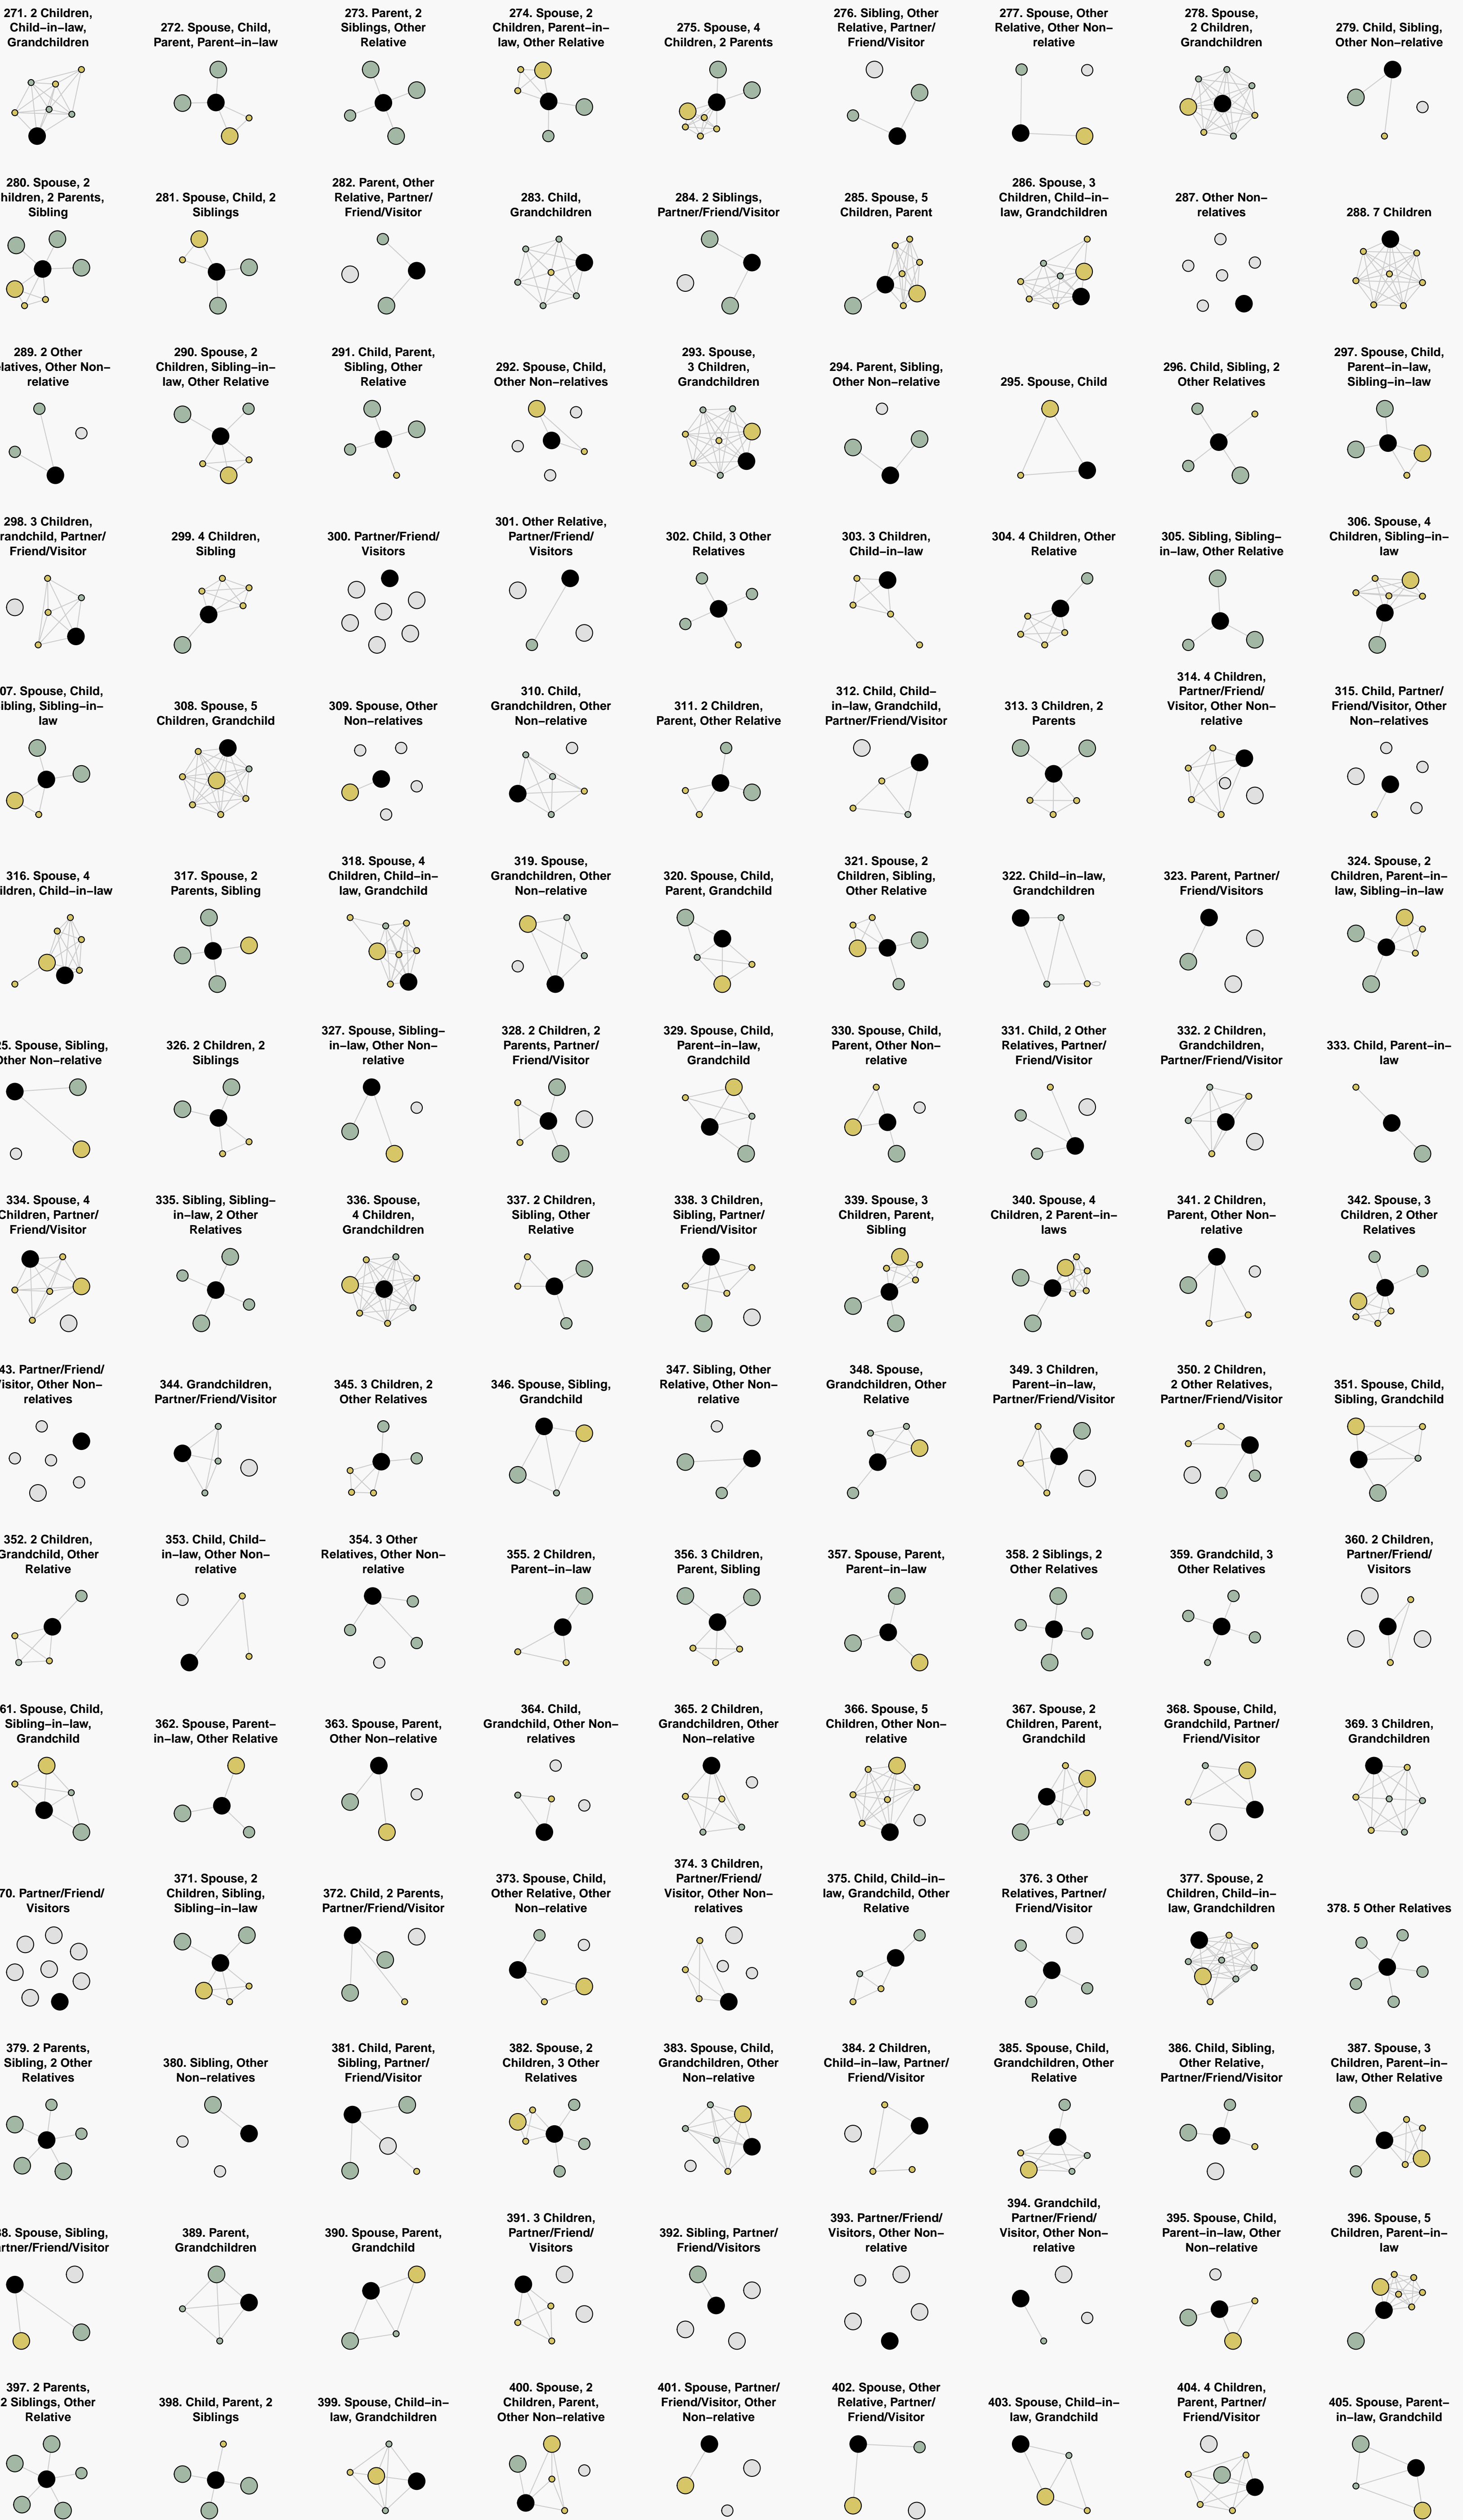 271. 2 Children,
Child–in–law,
Grandchildren
272. Spouse, Child,
Parent, Parent–in–law
273. Parent, 2
Siblings, Other
Relative
274. Spouse, 2
Children, Parent–in–
law, Other Relative
275. Spouse, 4
Children, 2 Parents
276. Sibling, Other
Relative, Partner/
Friend/Visitor
277. Spouse, Other
Relative, Other Non–
relative
278. Spouse,
2 Children,
Grandchildren
279. Child, Sibling,
Other Non–relative
280. Spouse, 2
hildren, 2 Parents,
Sibling
281. Spouse, Child, 2
Siblings
282. Parent, Other
Relative, Partner/
Friend/Visitor
283. Child,
Grandchildren
284. 2 Siblings,
Partner/Friend/Visitor
285. Spouse, 5
Children, Parent
286. Spouse, 3
Children, Child–in–
law, Grandchildren
287. Other Non–
relatives
288. 7 Children
289. 2 Other
elatives, Other Non–
relative
290. Spouse, 2
Children, Sibling–in–
law, Other Relative
291. Child, Parent,
Sibling, Other
Relative
292. Spouse, Child,
Other Non–relatives
293. Spouse,
3 Children,
Grandchildren
294. Parent, Sibling,
Other Non–relative
295. Spouse, Child
296. Child, Sibling, 2
Other Relatives
297. Spouse, Child,
Parent–in–law,
Sibling–in–law
298. 3 Children,
randchild, Partner/
Friend/Visitor
299. 4 Children,
Sibling
300. Partner/Friend/
Visitors
301. Other Relative,
Partner/Friend/
Visitors
302. Child, 3 Other
Relatives
303. 3 Children,
Child–in–law
304. 4 Children, Other
Relative
305. Sibling, Sibling–
in–law, Other Relative
306. Spouse, 4
Children, Sibling–in–
law
07. Spouse, Child,
ibling, Sibling–in–
law
308. Spouse, 5
Children, Grandchild
309. Spouse, Other
Non–relatives
310. Child,
Grandchildren, Other
Non–relative
311. 2 Children,
Parent, Other Relative
312. Child, Child–
in–law, Grandchild,
Partner/Friend/Visitor
313. 3 Children, 2
Parents
314. 4 Children,
Partner/Friend/
Visitor, Other Non–
relative
315. Child, Partner/
Friend/Visitor, Other
Non–relatives
316. Spouse, 4
ildren, Child–in–law
317. Spouse, 2
Parents, Sibling
318. Spouse, 4
Children, Child–in–
law, Grandchild
319. Spouse,
Grandchildren, Other
Non–relative
320. Spouse, Child,
Parent, Grandchild
321. Spouse, 2
Children, Sibling,
Other Relative
322. Child–in–law,
Grandchildren
323. Parent, Partner/
Friend/Visitors
324. Spouse, 2
Children, Parent–in–
law, Sibling–in–law
25. Spouse, Sibling,
Other Non–relative
326. 2 Children, 2
Siblings
327. Spouse, Sibling–
in–law, Other Non–
relative
328. 2 Children, 2
Parents, Partner/
Friend/Visitor
329. Spouse, Child,
Parent–in–law,
Grandchild
330. Spouse, Child,
Parent, Other Non–
relative
331. Child, 2 Other
Relatives, Partner/
Friend/Visitor
332. 2 Children,
Grandchildren,
Partner/Friend/Visitor
333. Child, Parent–in–
law
334. Spouse, 4
Children, Partner/
Friend/Visitor
335. Sibling, Sibling–
in–law, 2 Other
Relatives
336. Spouse,
4 Children,
Grandchildren
337. 2 Children,
Sibling, Other
Relative
338. 3 Children,
Sibling, Partner/
Friend/Visitor
339. Spouse, 3
Children, Parent,
Sibling
340. Spouse, 4
Children, 2 Parent–in–
laws
341. 2 Children,
Parent, Other Non–
relative
342. Spouse, 3
Children, 2 Other
Relatives
43. Partner/Friend/
isitor, Other Non–
relatives
344. Grandchildren,
Partner/Friend/Visitor
345. 3 Children, 2
Other Relatives
346. Spouse, Sibling,
Grandchild
347. Sibling, Other
Relative, Other Non–
relative
348. Spouse,
Grandchildren, Other
Relative
349. 3 Children,
Parent–in–law,
Partner/Friend/Visitor
350. 2 Children,
2 Other Relatives,
Partner/Friend/Visitor
351. Spouse, Child,
Sibling, Grandchild
352. 2 Children,
Grandchild, Other
Relative
353. Child, Child–
in–law, Other Non–
relative
354. 3 Other
Relatives, Other Non–
relative
355. 2 Children,
Parent–in–law
356. 3 Children,
Parent, Sibling
357. Spouse, Parent,
Parent–in–law
358. 2 Siblings, 2
Other Relatives
359. Grandchild, 3
Other Relatives
360. 2 Children,
Partner/Friend/
Visitors
61. Spouse, Child,
Sibling–in–law,
Grandchild
362. Spouse, Parent–
in–law, Other Relative
363. Spouse, Parent,
Other Non–relative
364. Child,
Grandchild, Other Non–
relatives
365. 2 Children,
Grandchildren, Other
Non–relative
366. Spouse, 5
Children, Other Non–
relative
367. Spouse, 2
Children, Parent,
Grandchild
368. Spouse, Child,
Grandchild, Partner/
Friend/Visitor
369. 3 Children,
Grandchildren
70. Partner/Friend/
Visitors
371. Spouse, 2
Children, Sibling,
Sibling–in–law
372. Child, 2 Parents,
Partner/Friend/Visitor
373. Spouse, Child,
Other Relative, Other
Non–relative
374. 3 Children,
Partner/Friend/
Visitor, Other Non–
relatives
375. Child, Child–in–
law, Grandchild, Other
Relative
376. 3 Other
Relatives, Partner/
Friend/Visitor
377. Spouse, 2
Children, Child–in–
law, Grandchildren
378. 5 Other Relatives
379. 2 Parents,
Sibling, 2 Other
Relatives
380. Sibling, Other
Non–relatives
381. Child, Parent,
Sibling, Partner/
Friend/Visitor
382. Spouse, 2
Children, 3 Other
Relatives
383. Spouse, Child,
Grandchildren, Other
Non–relative
384. 2 Children,
Child–in–law, Partner/
Friend/Visitor
385. Spouse, Child,
Grandchildren, Other
Relative
386. Child, Sibling,
Other Relative,
Partner/Friend/Visitor
387. Spouse, 3
Children, Parent–in–
law, Other Relative
38. Spouse, Sibling,
rtner/Friend/Visitor
389. Parent,
Grandchildren
390. Spouse, Parent,
Grandchild
391. 3 Children,
Partner/Friend/
Visitors
392. Sibling, Partner/
Friend/Visitors
393. Partner/Friend/
Visitors, Other Non–
relative
394. Grandchild,
Partner/Friend/
Visitor, Other Non–
relative
395. Spouse, Child,
Parent–in–law, Other
Non–relative
396. Spouse, 5
Children, Parent–in–
law
397. 2 Parents,
2 Siblings, Other
Relative
398. Child, Parent, 2
Siblings
399. Spouse, Child–in–
law, Grandchildren
400. Spouse, 2
Children, Parent,
Other Non–relative
401. Spouse, Partner/
Friend/Visitor, Other
Non–relative
402. Spouse, Other
Relative, Partner/
Friend/Visitor
403. Spouse, Child–in–
law, Grandchild
404. 4 Children,
Parent, Partner/
Friend/Visitor
405. Spouse, Parent–
in–law, Grandchild